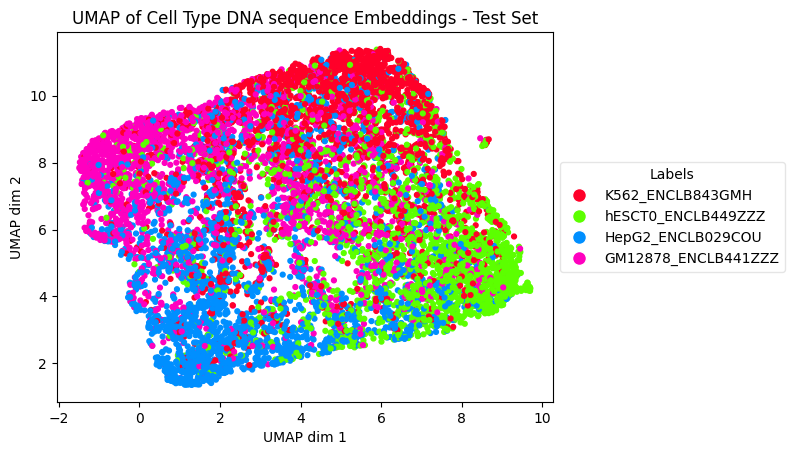 UMAP of Cell Type DNA sequence Embeddings - Test Set
10
8
6
4
2
UMAP dim 2
−2
0
2
4
6
8
10
UMAP dim 1
Labels
K562_ENCLB843GMH
hESCT0_ENCLB449ZZZ
HepG2_ENCLB029COU
GM12878_ENCLB441ZZZ